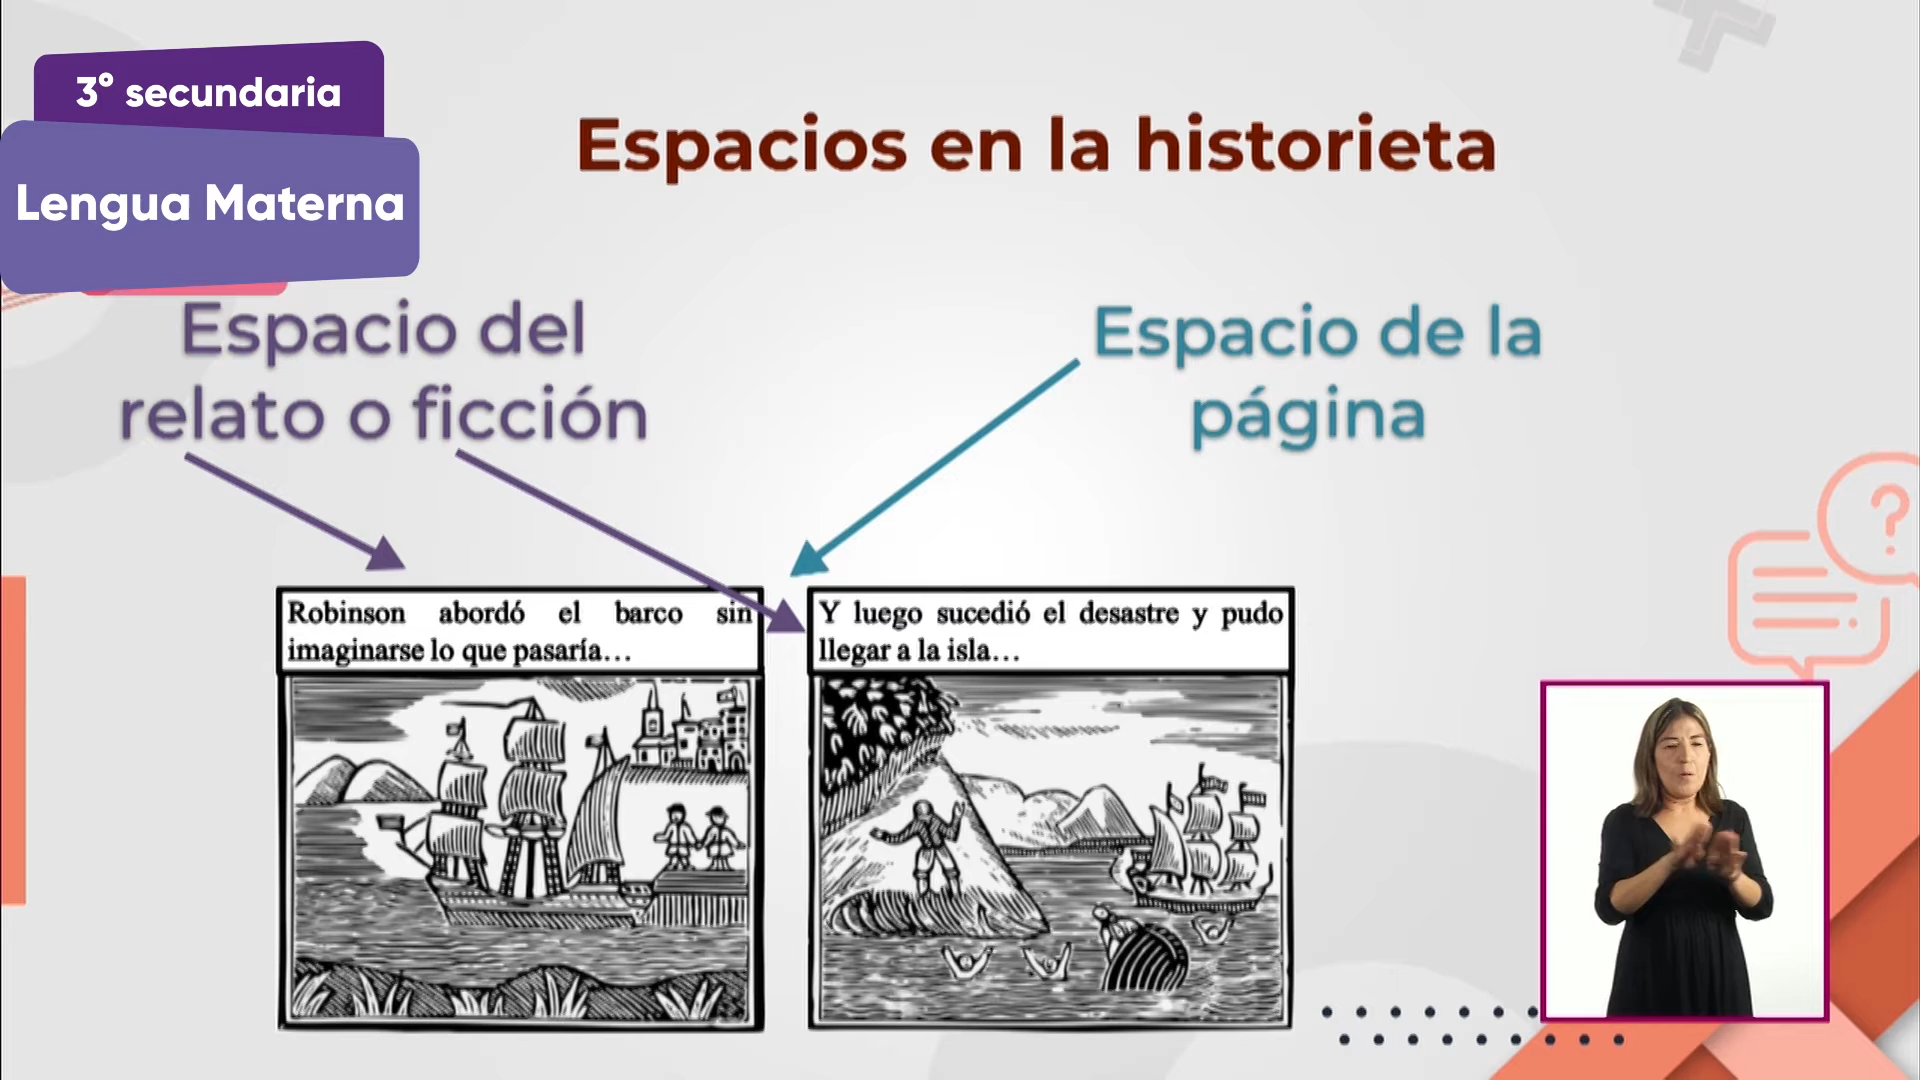 3° secundaria
Lengua Materna
Espacios en la historieta
Espacio del
relato o ficción
Espacio de la
página
Robinson abordó el barco sin
imaginarse lo que pasaría...
Y luego sucedió el desastre y pudo
llegar a la isla...
?